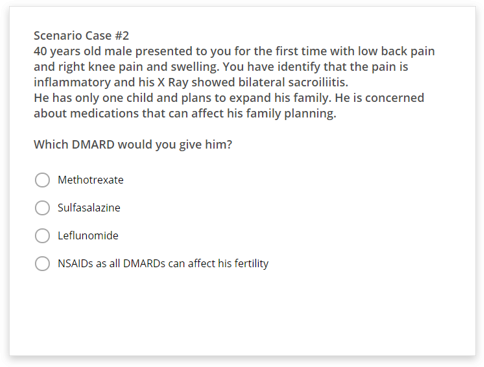 Scenario Case #2
40 years old male presented to you for the first time with low back pain
and right knee pain and swelling. You have identify that the pain is
inflammatory and his X Ray showed bilateral sacroiliitis.
He has only one child and plans to expand his family. He is concerned
about medications that can affect his family planning.
Which DMARD would you give him?
Methotrexate
Sulfasalazine
Leflunomide
NSAIDs as all DMARDs can affect his fertility